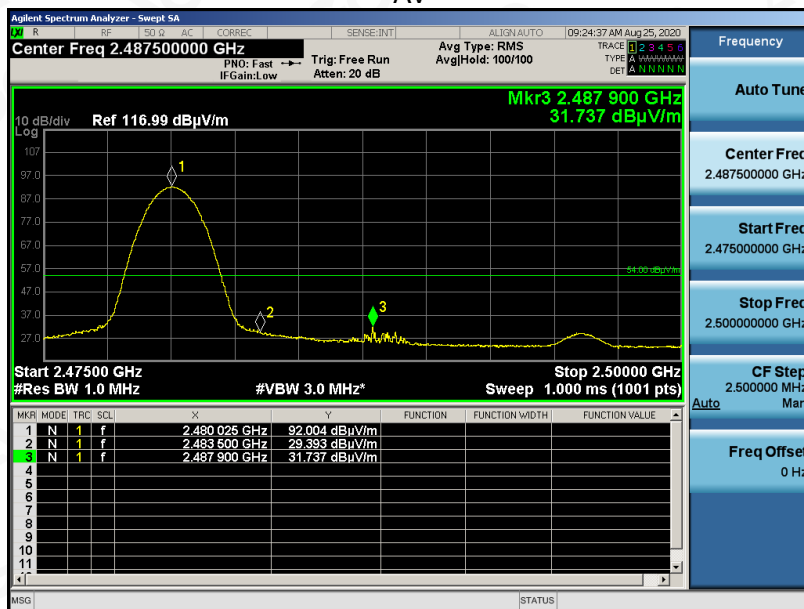 AV
Agilent Spectrum Analyzer - Swept SA
LXI R RF 50 Ω AC CORREC SENSE:INT ALIGN AUTO 09:24:37 AM Aug 25, 2020
Center Freq 2.487500000 GHz
PNO: Fast
IFGain:Low
Trig: Free Run
Atten: 20 dB
Avg Type: RMS
Avg|Hold: 100/100
TRACE 1 2 3 4 5 6
TYPE A WWWWW
DET A N N N N N
Mkr3 2.487 900 GHz
31.737 dBµV/m
10 dB/div Ref 116.99 dBµV/m
Log
107
97.0
87.0
77.0
67.0
57.0
47.0
37.0
27.0
1
2
3
54.00 dBµV/m
Start 2.47500 GHz Stop 2.50000 GHz
#Res BW 1.0 MHz #VBW 3.0 MHz* Sweep 1.000 ms (1001 pts)
MKR MODE TRC SCL X Y FUNCTION FUNCTION WIDTH FUNCTION VALUE
1 N 1 f 2.480 025 GHz 92.004 dBµV/m
2 N 1 f 2.483 500 GHz 29.393 dBµV/m
3 N 1 f 2.487 900 GHz 31.737 dBµV/m
4
5
6
7
8
9
10
11
MSG STATUS
Frequency
Auto Tune
Center Freq
2.487500000 GHz
Start Freq
2.475000000 GHz
Stop Freq
2.500000000 GHz
CF Step
2.500000 MHz
Auto Man
Freq Offset
0 Hz